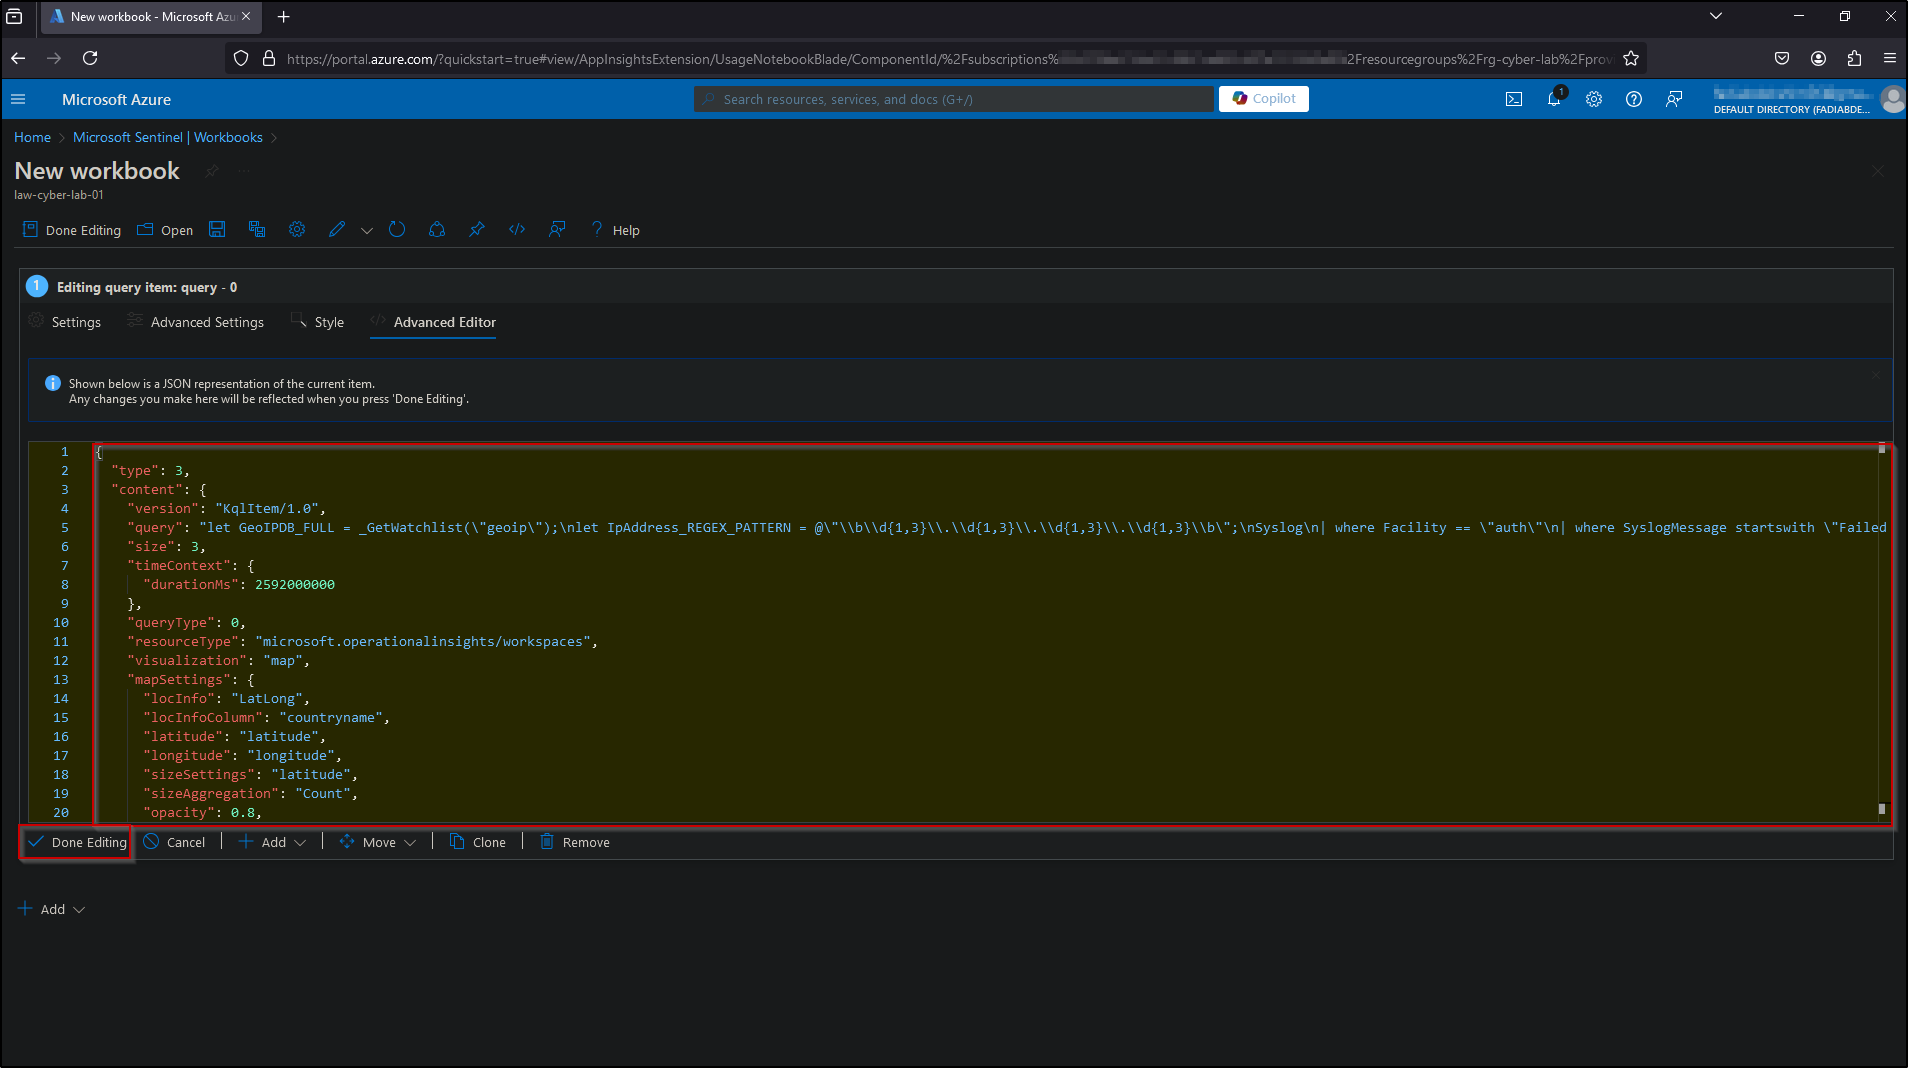 New workbook - Microsoft Azu
https://portal.azure.com/?quickstart=true#view/AppInsightsExtension/UsageNotebookBlade/ComponentId/%2Fsubscriptions% 2Fresourcegroups%2Frg-cyber-lab%2Fprov
Microsoft Azure
Search resources, services, and docs (G+/)
Copilot
1
DEFAULT DIRECTORY (FADIABDE...
Home > Microsoft Sentinel | Workbooks >
New workbook
law-cyber-lab-01
Done Editing Open Help
1 Editing query item: query - 0
Settings Advanced Settings Style Advanced Editor
Shown below is a JSON representation of the current item.
Any changes you make here will be reflected when you press 'Done Editing'.
1 {
2 "type": 3,
3 "content": {
4 "version": "KqlItem/1.0",
5 "query": "let GeoIPDB_FULL = _GetWatchlist(\"geoip\");\nlet IpAddress_REGEX_PATTERN = @\"\\b\\d{1,3}\\.\\d{1,3}\\.\\d{1,3}\\.\\d{1,3}\\b\";\nSyslog\n| where Facility == \"auth\"\n| where SyslogMessage startswith \"Failed
6 "size": 3,
7 "timeContext": {
8 "durationMs": 2592000000
9 },
10 "queryType": 0,
11 "resourceType": "microsoft.operationalinsights/workspaces",
12 "visualization": "map",
13 "mapSettings": {
14 "locInfo": "LatLong",
15 "locInfoColumn": "countryname",
16 "latitude": "latitude",
17 "longitude": "longitude",
18 "sizeSettings": "latitude",
19 "sizeAggregation": "Count",
20 "opacity": 0.8,
Done Editing Cancel Add Move Clone Remove
Add